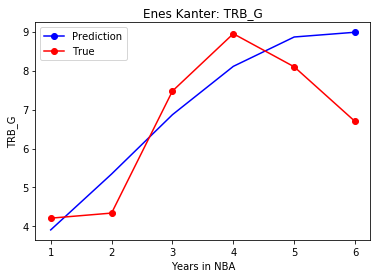 Enes Kanter: TRB_G
Prediction
True
9
8
7
6
5
4
TRB_G
1 2 3 4 5 6
Years in NBA